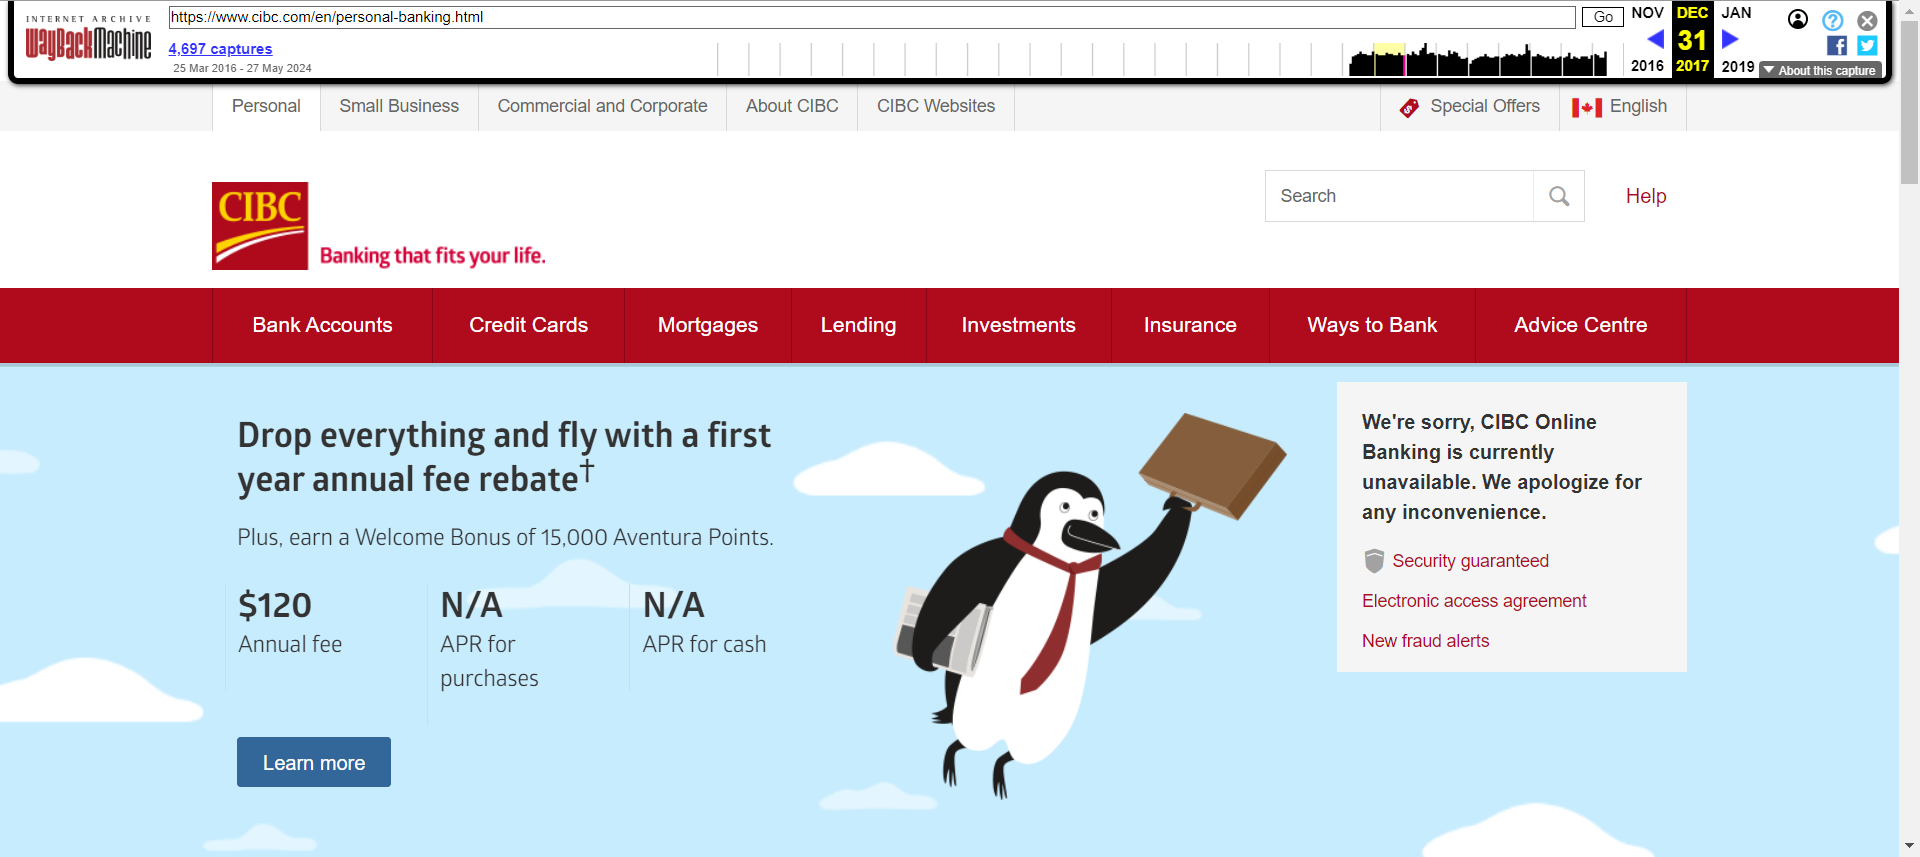 INTERNET ARCHIVE
WayBackMachine
https://www.cibc.com/en/personal-banking.html
Go
NOV DEC JAN
4,697 captures
31
25 Mar 2016 - 27 May 2024
2016 2017 2019
About this capture
Personal
Small Business
Commercial and Corporate
About CIBC
CIBC Websites
Special Offers
English
CIBC
Banking that fits your life.
Search
Help
Bank Accounts
Credit Cards
Mortgages
Lending
Investments
Insurance
Ways to Bank
Advice Centre
Drop everything and fly with a first
year annual fee rebate†
Plus, earn a Welcome Bonus of 15,000 Aventura Points.
$120
Annual fee
N/A
APR for
purchases
N/A
APR for cash
Learn more
We're sorry, CIBC Online
Banking is currently
unavailable. We apologize for
any inconvenience.
Security guaranteed
Electronic access agreement
New fraud alerts